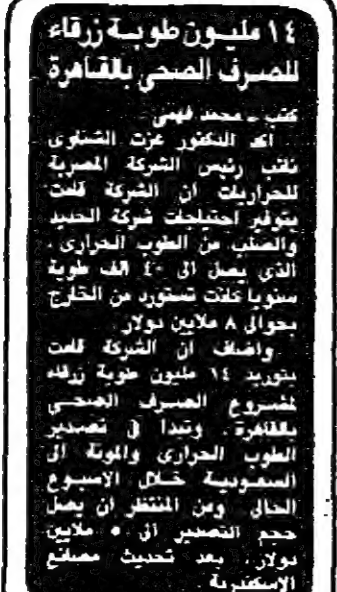 ١٤ مليون طوبة زرقاء
للصرف الصحى بالقاهرة
كتب ـ محمد فهمى
أكد الدكتور عزت الشناوى
نائب رئيس الشركة المصرية
للحراريات ان الشركة قامت
بتوفير احتياجات شركة الحديد
والصلب من الطوب الحرارى .
الذى يصل الى ٤٠ الف طوبة
سنويا كانت تستورد من الخارج
بحوالى ٨ ملايين دولار .
واضاف ان الشركة قامت
بتوريد ١٤ مليون طوبة زرقاء
لمشروع الصرف الصحى
بالقاهرة . وتبدأ فى تصدير
الطوب الحرارى والمونة الى
السعودية خلال الاسبوع
الحالى ومن المنتظر ان يصل
حجم التصدير الى ٥ ملايين
دولار . بعد تحديث مصانع
الإسكندرية